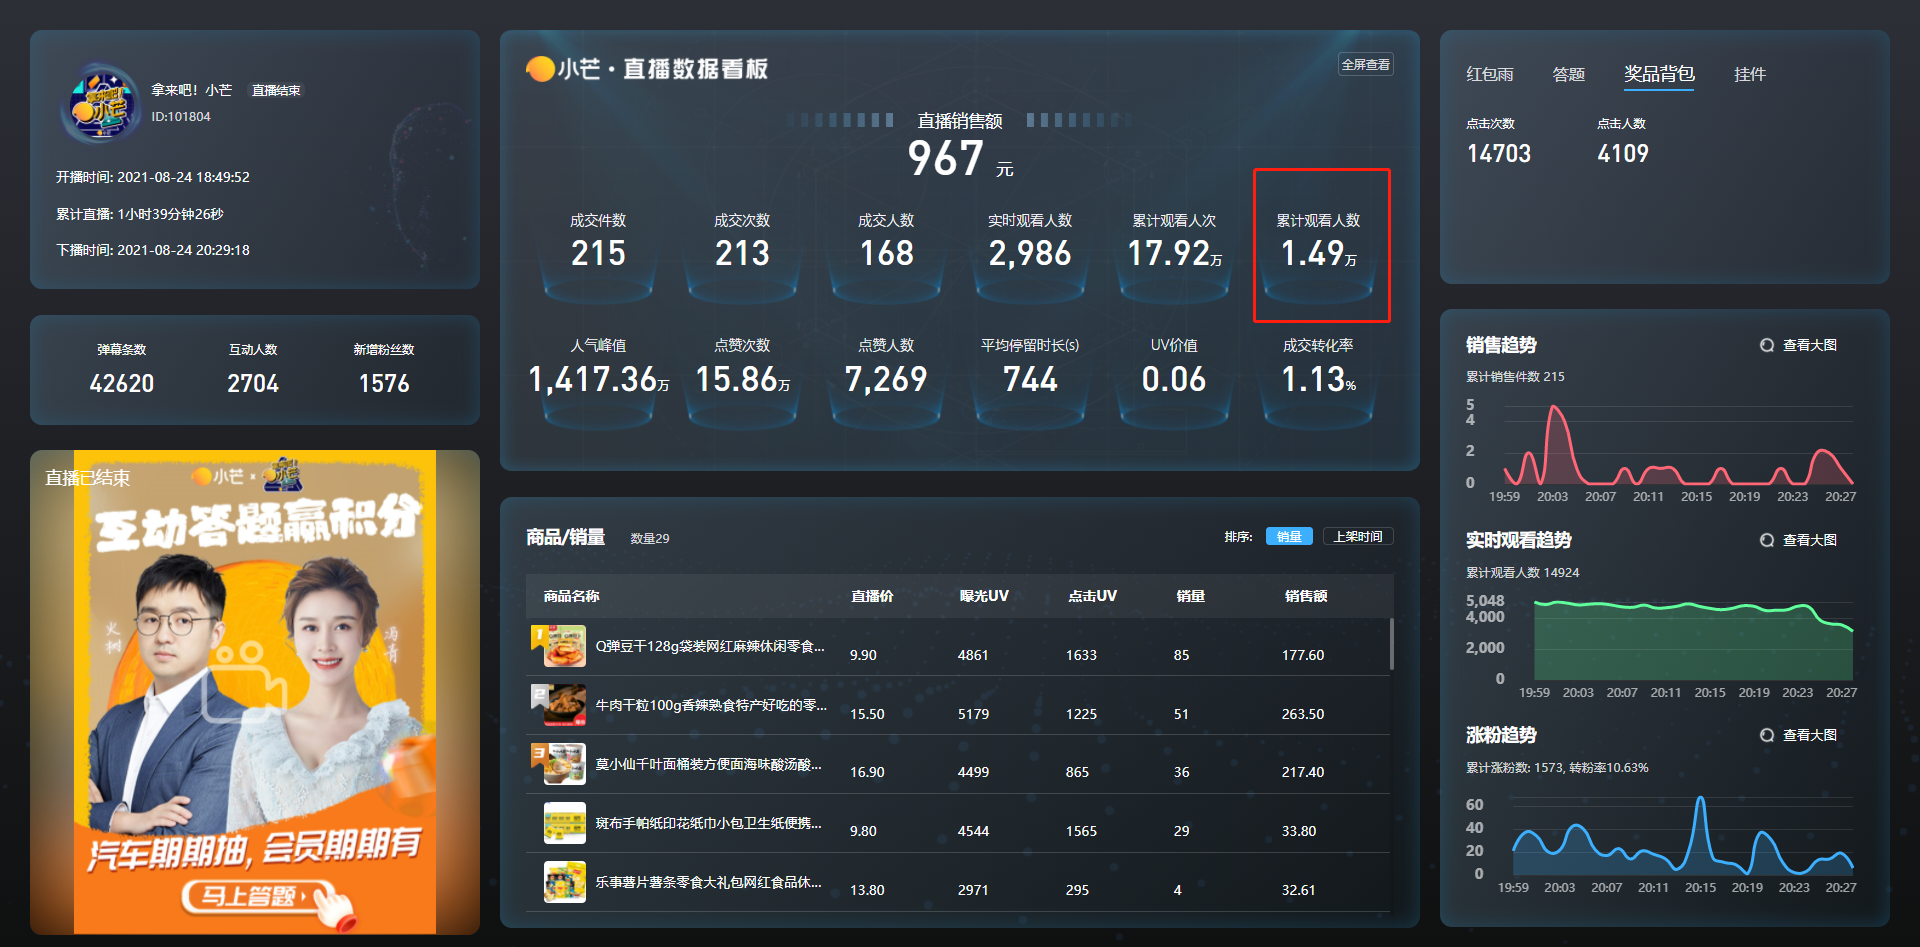 拿来吧！小芒 直播结束
ID:101804
开播时间: 2021-08-24 18:49:52
累计直播: 1小时39分钟26秒
下播时间: 2021-08-24 20:29:18
弹幕条数 互动人数 新增粉丝数
42620 2704 1576
直播已结束
小芒 ×
互动答题赢积分
火树
汽车期期抽, 会员期期有
马上答题
小芒·直播数据看板
全屏查看
直播销售额
967 元
成交件数 成交次数 成交人数 实时观看人数 累计观看人次 累计观看人数
215 213 168 2,986 17.92万 1.49万
人气峰值 点赞次数 点赞人数 平均停留时长(s) UV价值 成交转化率
1,417.36万 15.86万 7,269 744 0.06 1.13%
商品/销量 数量29 排序: 销量 上架时间
商品名称 直播价 曝光UV 点击UV 销量 销售额
1 Q弹豆干128g袋装网红麻辣休闲零食... 9.90 4861 1633 85 177.60
2 牛肉干粒100g香辣熟食特产好吃的零... 15.50 5179 1225 51 263.50
3 莫小仙千叶面桶装方便面海味酸汤酸... 16.90 4499 865 36 217.40
斑布手帕纸印花纸巾小包卫生纸便携... 9.80 4544 1565 29 33.80
乐事薯片薯条零食大礼包网红食品休... 13.80 2971 295 4 32.61
红包雨 答题 奖品背包 挂件
点击次数 点击人数
14703 4109
销售趋势 查看大图
累计销售件数 215
5
4
2
0
19:59 20:03 20:07 20:11 20:15 20:19 20:23 20:27
实时观看趋势 查看大图
累计观看人数 14924
5,048
4,000
2,000
0
19:59 20:03 20:07 20:11 20:15 20:19 20:23 20:27
涨粉趋势 查看大图
累计涨粉数: 1573, 转粉率10.63%
60
40
20
0
19:59 20:03 20:07 20:11 20:15 20:19 20:23 20:27